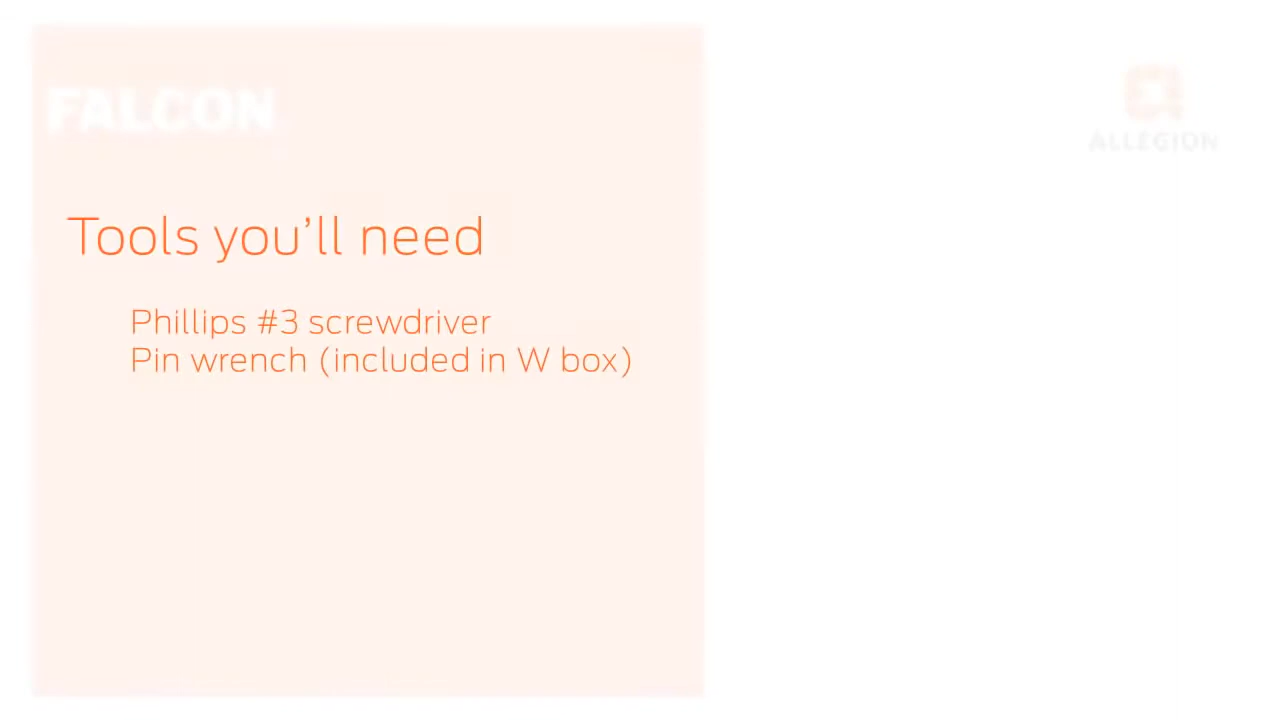 FALCON
ALLEGION
Tools you'll need
Phillips #3 screwdriver
Pin wrench (included in W box)